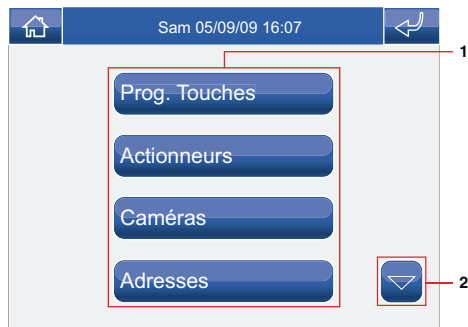 Sam 05/09/09 16:07
1
Prog. Touches
Actionneurs
Caméras
Adresses
2